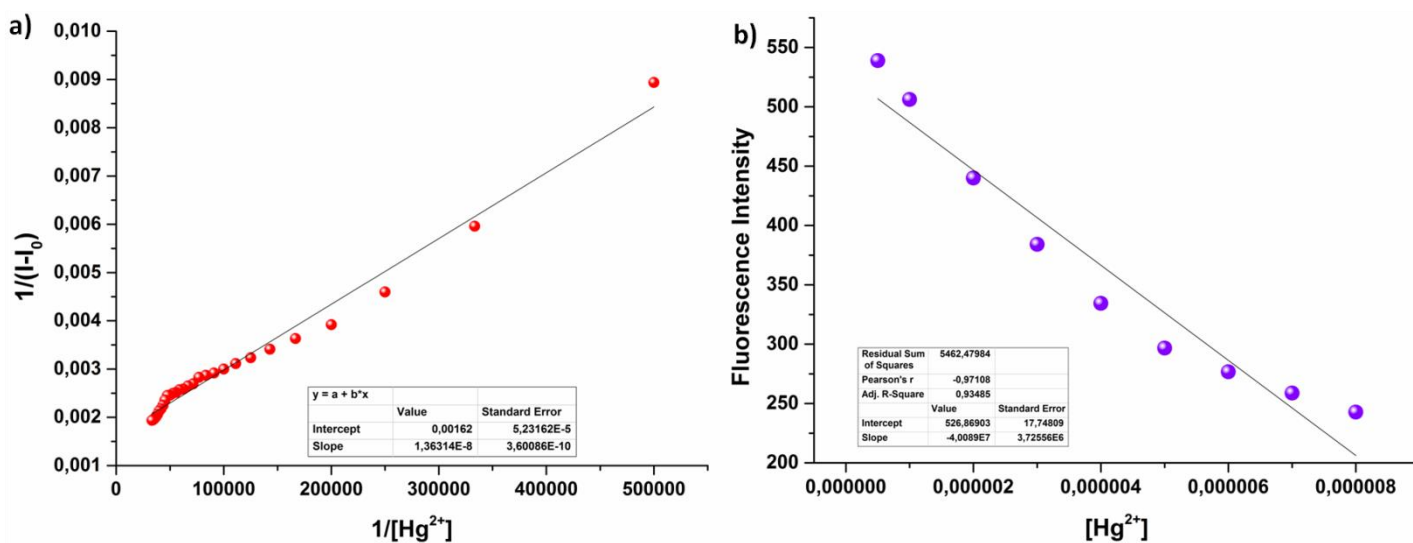 a)
1/(I-I₀)
0,010
0,009
0,008
0,007
0,006
0,005
0,004
0,003
0,002
0,001
0 100000 200000 300000 400000 500000
1/[Hg²⁺]
y = a + b*x
Value Standard Error
Intercept 0,00162 5,23162E-5
Slope 1,36314E-8 3,60086E-10
b)
Fluorescence Intensity
550
500
450
400
350
300
250
200
0,000000 0,000002 0,000004 0,000006 0,000008
[Hg²⁺]
Residual Sum 5462,47984
of Squares
Pearson's r -0,97108
Adj. R-Square 0,93485
Value Standard Error
Intercept 526,86903 17,74809
Slope -4,0089E7 3,72556E6